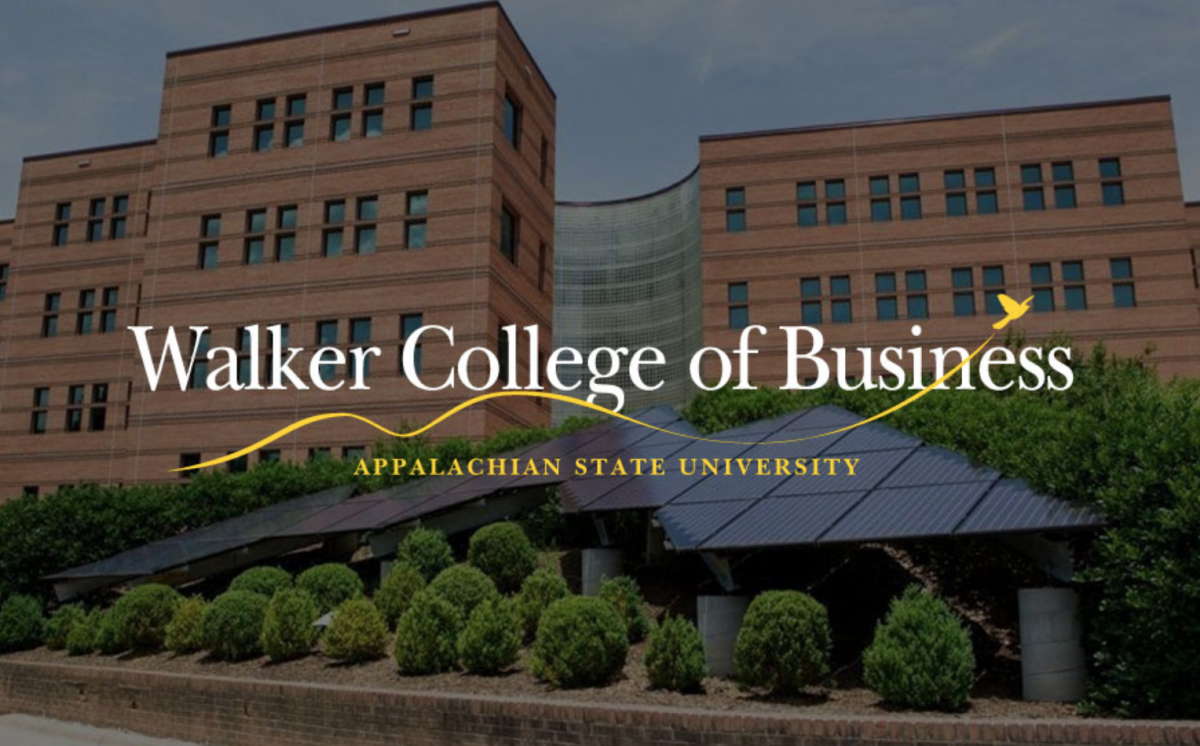 Walker College of Business
APPALACHIAN STATE UNIVERSITY